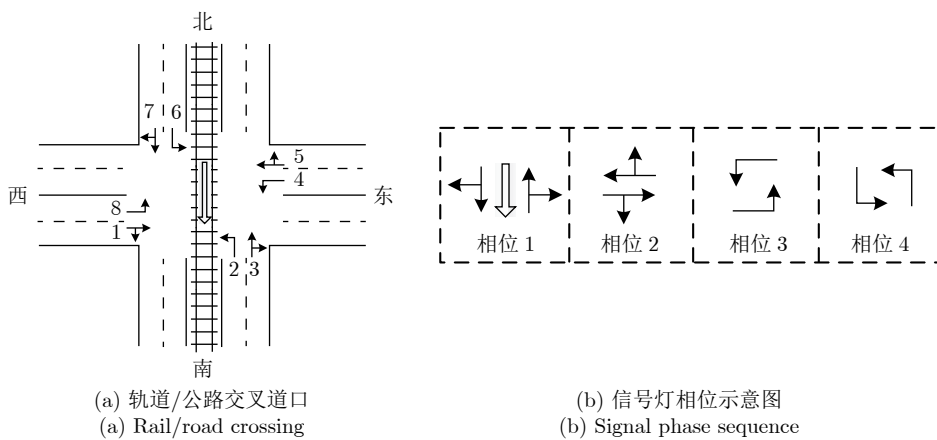 北
7 6
5
4
西
东
8
1
2 3
南
相位 1
相位 2
相位 3
相位 4
(a) 轨道/公路交叉道口
(a) Rail/road crossing
(b) 信号灯相位示意图
(b) Signal phase sequence